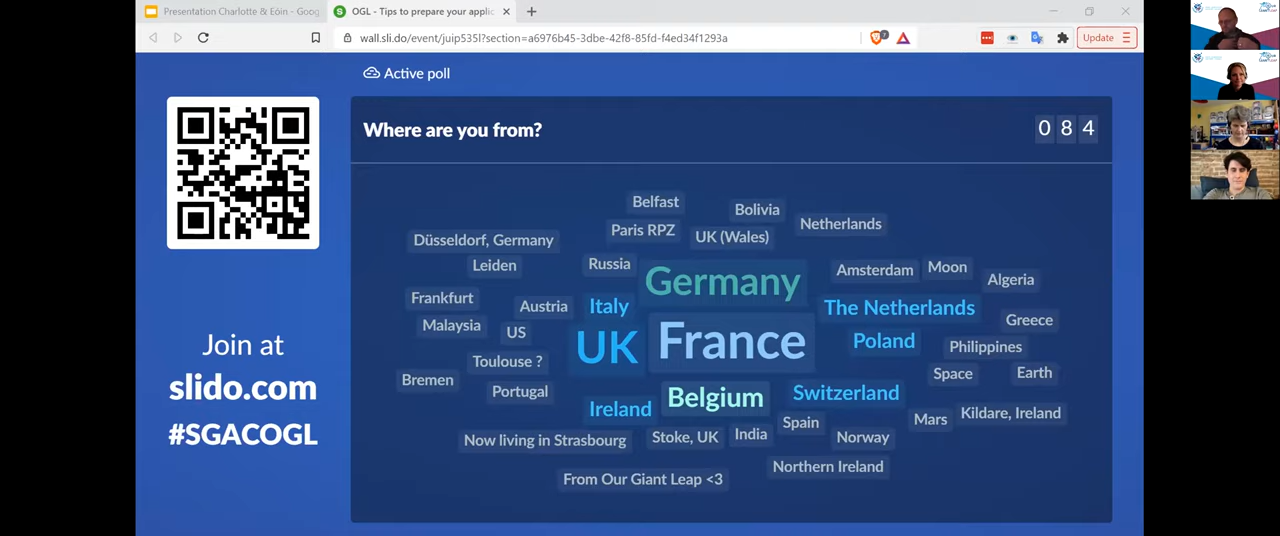 Presentation Charlotte & Eóin - Goog
OGL - Tips to prepare your applic
wall.sli.do/event/juip535l?section=a6976b45-3dbe-42f8-85fd-f4ed34f1293a
Update
Active poll
Where are you from?
084
Join at
slido.com
#SGACOGL
Belfast
Bolivia
Netherlands
Paris RPZ
UK (Wales)
Düsseldorf, Germany
Leiden
Russia
Germany
Amsterdam
Moon
Algeria
Frankfurt
Austria
Italy
The Netherlands
Malaysia
US
UK
France
Poland
Greece
Philippines
Toulouse ?
Space
Earth
Bremen
Portugal
Ireland
Belgium
Switzerland
Mars
Kildare, Ireland
Now living in Strasbourg
Stoke, UK
India
Spain
Norway
Northern Ireland
From Our Giant Leap <3